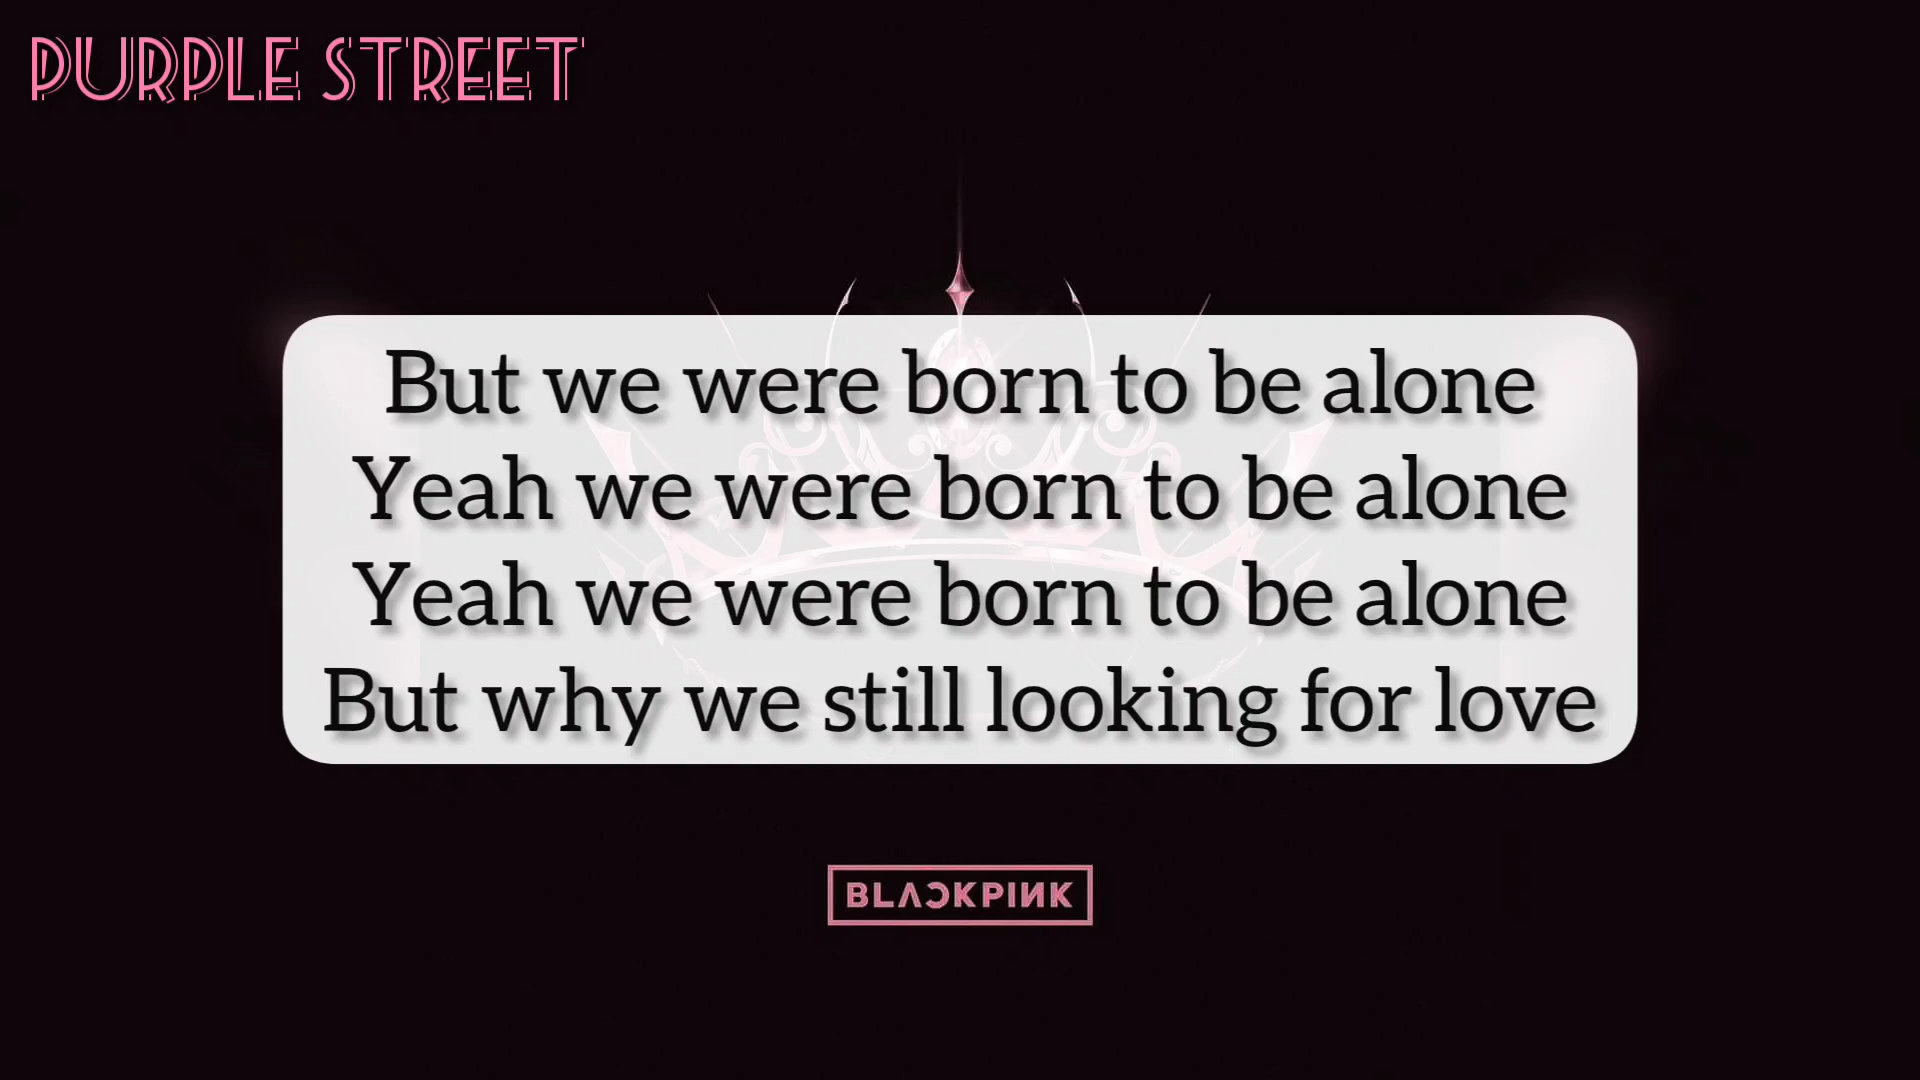 PURPLE STREET
But we were born to be alone
Yeah we were born to be alone
Yeah we were born to be alone
But why we still looking for love
BLACKPINK